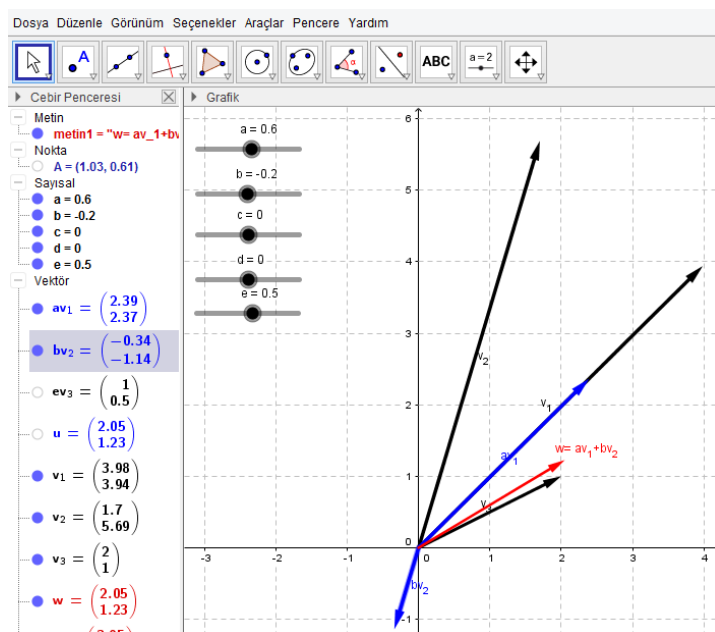 Dosya Düzenle Görünüm Seçenekler Araçlar Pencere Yardım
A
α
ABC
a=2
Cebir Penceresi
Grafik
Metin
metin1 = "w= av_1+bv
Nokta
A = (1.03, 0.61)
Sayısal
a = 0.6
b = -0.2
c = 0
d = 0
e = 0.5
Vektör
av₁ = (2.39
2.37)
bv₂ = (−0.34
−1.14)
ev₃ = (1
0.5)
u = (2.05
1.23)
v₁ = (3.98
3.94)
v₂ = (1.7
5.69)
v₃ = (2
1)
w = (2.05
1.23)
a = 0.6
b = -0.2
c = 0
d = 0
e = 0.5
6
5
4
3
2
1
0
-1
-3 -2 -1 0 1 2 3 4
v₂
v₁
av₁
w= av₁+bv₂
bv₂